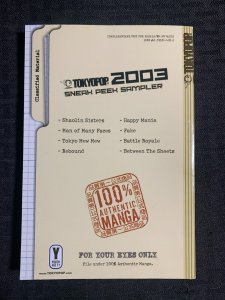 TOKYOPOP 2003
SNEAK PEEK SAMPLER
Classified Material
TOKYOPOP
- Shaolin Sisters
- Man of Many Faces
- Tokyo Mew Mew
- Rebound
- Happy Mania
- Fake
- Battle Royale
- Between The Sheets
100%
AUTHENTIC
MANGA
FOR YOUR EYES ONLY
File under 100% Authentic Manga.
Y
www.TOKYOPOP.com